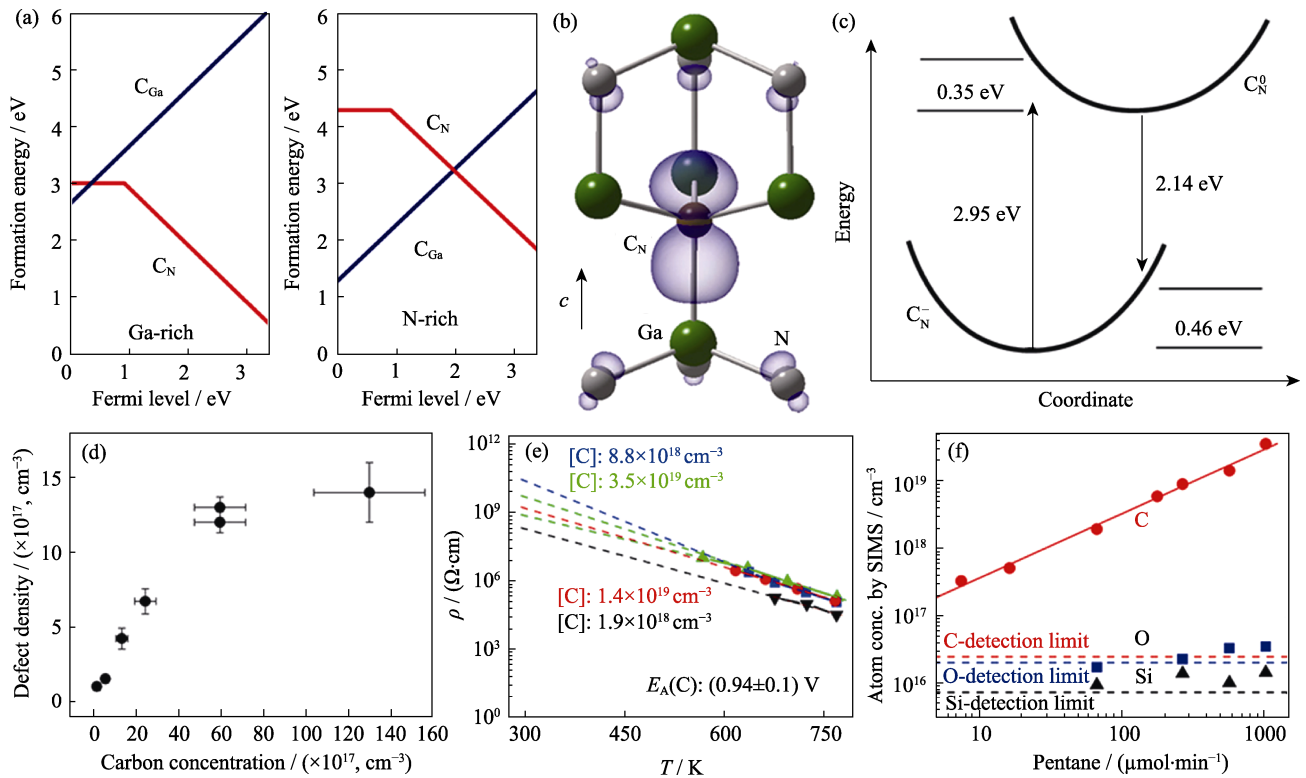 (a)
Formation energy / eV
6
5
4
3
2
1
0
C_Ga
C_N
Ga-rich
0 1 2 3
Fermi level / eV
Formation energy / eV
6
5
4
3
2
1
0
C_N
C_Ga
N-rich
0 1 2 3
Fermi level / eV
(b)
C_N
c
Ga
N
(c)
Energy
0.35 eV
C_N^0
2.95 eV
2.14 eV
C_N^−
0.46 eV
Coordinate
(d)
Defect density / (×10^17, cm^−3)
15
10
5
0
0 20 40 60 80 100 120 140 160
Carbon concentration / (×10^17, cm^−3)
(e)
ρ / (Ω·cm)
10^12
10^9
10^6
10^3
10^0
[C]: 8.8×10^18 cm^−3
[C]: 3.5×10^19 cm^−3
[C]: 1.4×10^19 cm^−3
[C]: 1.9×10^18 cm^−3
E_A(C): (0.94±0.1) V
300 450 600 750
T / K
(f)
Atom conc. by SIMS / cm^−3
10^19
10^18
10^17
10^16
C
C-detection limit
O
O-detection limit
Si
Si-detection limit
10 100 1000
Pentane / (μmol·min^−1)